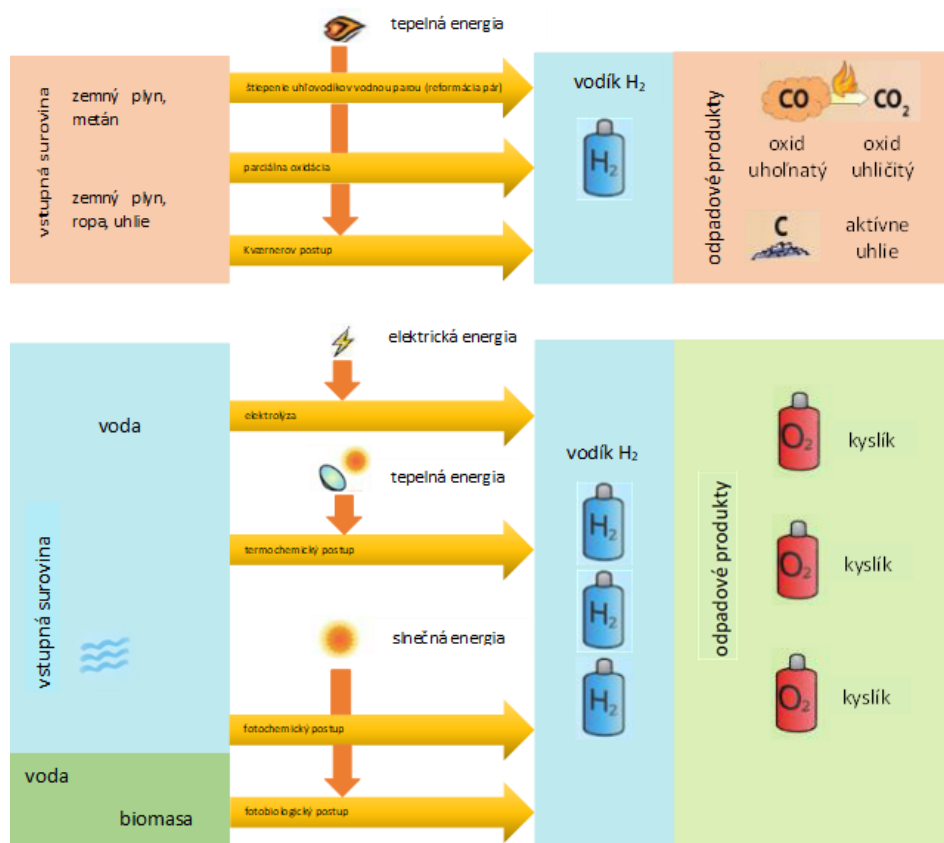 tepelná energia
vstupná surovina
zemný plyn,
metán
zemný plyn,
ropa, uhlie
štiepenie uhľovodíkov vodnou parou (reformácia pár)
parciálna oxidácia
Kværnerov postup
vodík H₂
H₂
odpadové produkty
CO
CO₂
oxid
uhoľnatý
oxid
uhličitý
C
aktívne
uhlie
elektrická energia
vstupná surovina
voda
elektrolýza
tepelná energia
termochemický postup
slnečná energia
fotochemický postup
voda
biomasa
fotobiologický postup
vodík H₂
H₂
H₂
H₂
odpadové produkty
O₂
kyslík
O₂
kyslík
O₂
kyslík